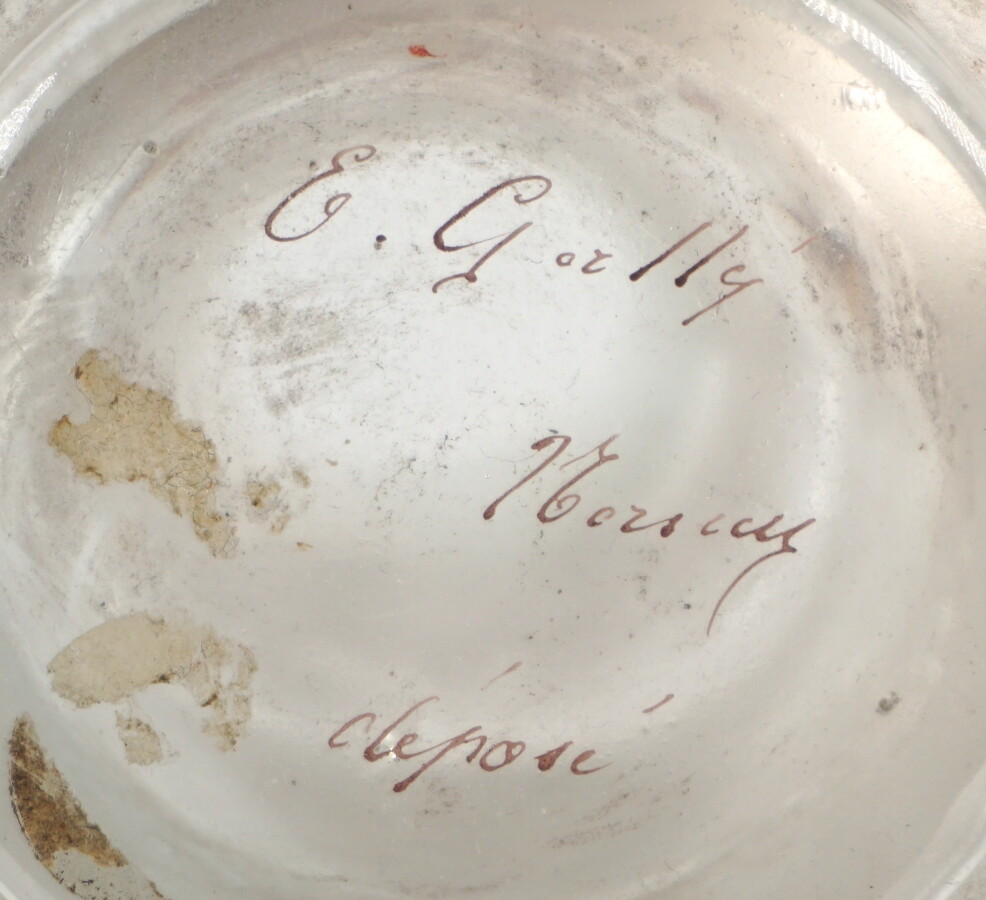 E. Gallé
Nancy
déposé